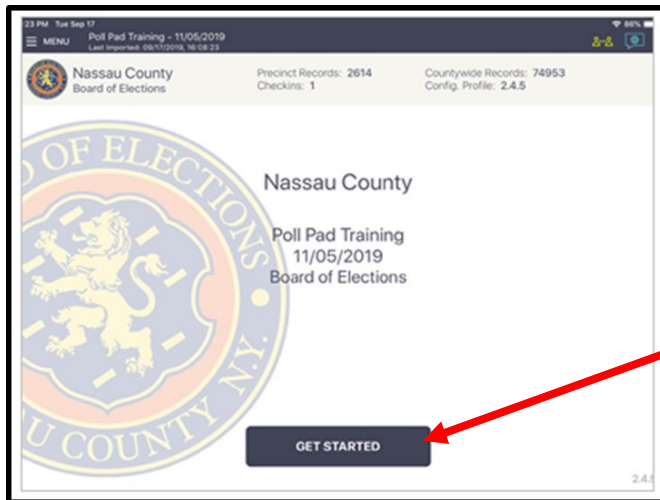 23 PM Tue Sep 17
86%
MENU
Poll Pad Training - 11/05/2019
Last Imported: 09/17/2019, 16:08:23
Nassau County
Board of Elections
Precinct Records: 2614
Checkins: 1
Countywide Records: 74953
Config. Profile: 2.4.5
D OF ELECTIONS
Nassau County
Poll Pad Training
11/05/2019
Board of Elections
U COUNTY N.Y.
GET STARTED
2.4.5